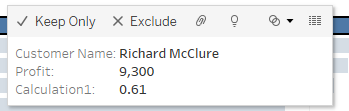 Keep Only Exclude
Customer Name: Richard McClure
Profit: 9,300
Calculation1: 0.61